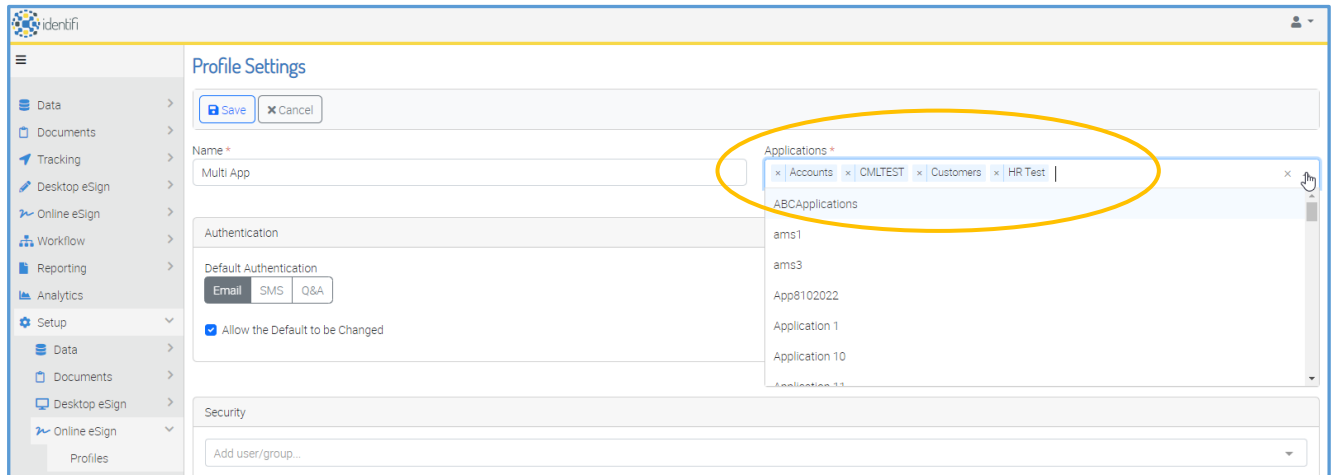 identifi
Profile Settings
Save
Cancel
Name *
Multi App
Applications *
× Accounts × CMLTEST × Customers × HR Test
ABCApplications
ams1
ams3
App8102022
Application 1
Application 10
Application 11
Authentication
Default Authentication
Email SMS Q&A
Allow the Default to be Changed
Security
Add user/group...
Data
Documents
Tracking
Desktop eSign
Online eSign
Workflow
Reporting
Analytics
Setup
Data
Documents
Desktop eSign
Online eSign
Profiles